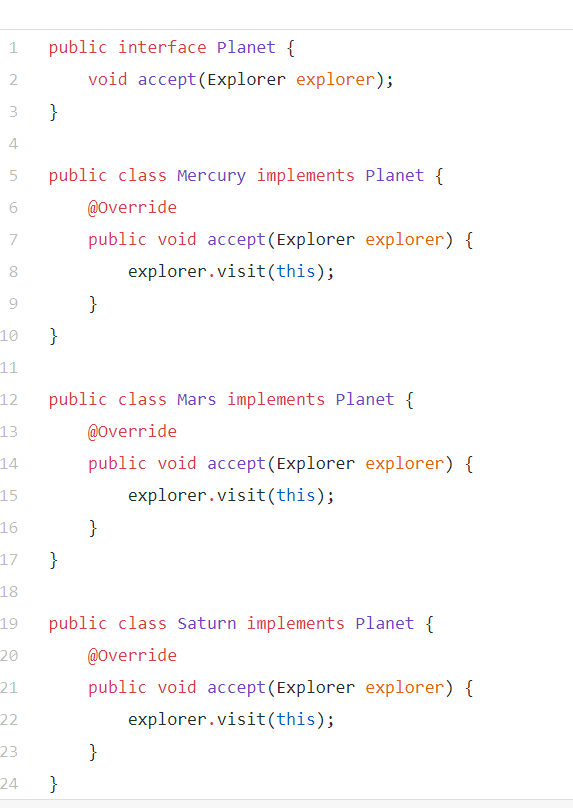 1 public interface Planet {
2 void accept(Explorer explorer);
3 }
4
5 public class Mercury implements Planet {
6 @Override
7 public void accept(Explorer explorer) {
8 explorer.visit(this);
9 }
10 }
11
12 public class Mars implements Planet {
13 @Override
14 public void accept(Explorer explorer) {
15 explorer.visit(this);
16 }
17 }
18
19 public class Saturn implements Planet {
20 @Override
21 public void accept(Explorer explorer) {
22 explorer.visit(this);
23 }
24 }